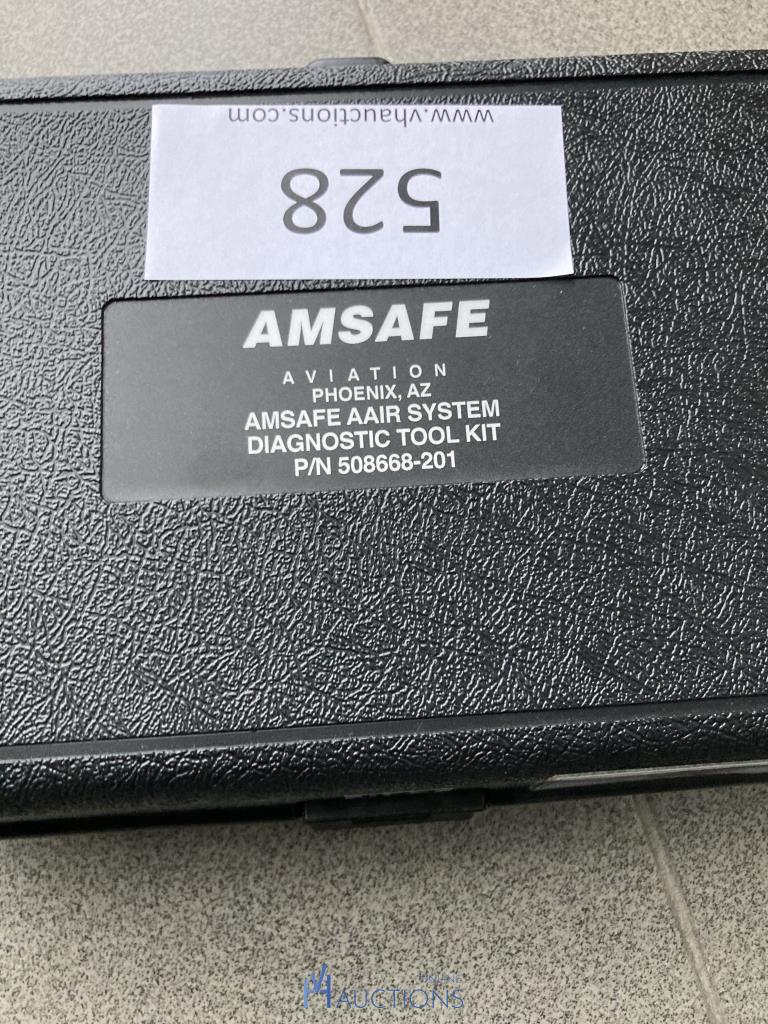 www.vhauctions.com
528
AMSAFE
AVIATION
PHOENIX, AZ
AMSAFE AAIR SYSTEM
DIAGNOSTIC TOOL KIT
P/N 508668-201
AUCTIONS